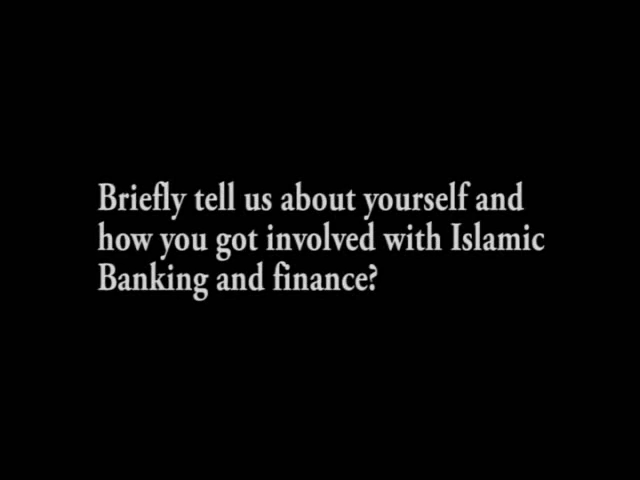 Briefly tell us about yourself and
how you got involved with Islamic
Banking and finance?